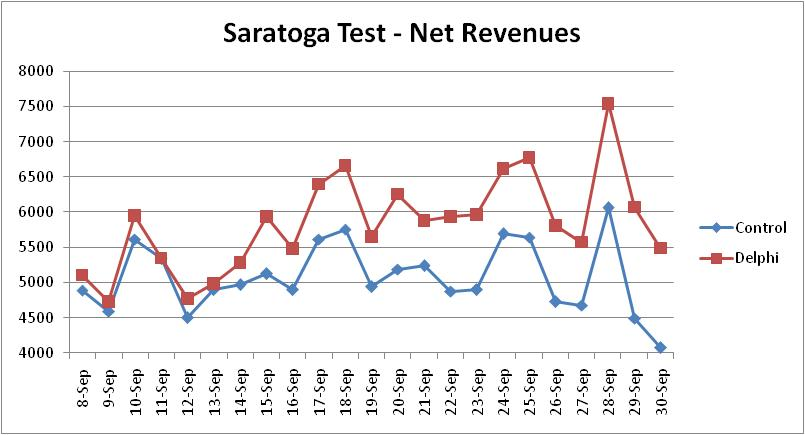 Saratoga Test - Net Revenues
8000
7500
7000
6500
6000
5500
5000
4500
4000
Control
Delphi
8-Sep
9-Sep
10-Sep
11-Sep
12-Sep
13-Sep
14-Sep
15-Sep
16-Sep
17-Sep
18-Sep
19-Sep
20-Sep
21-Sep
22-Sep
23-Sep
24-Sep
25-Sep
26-Sep
27-Sep
28-Sep
29-Sep
30-Sep